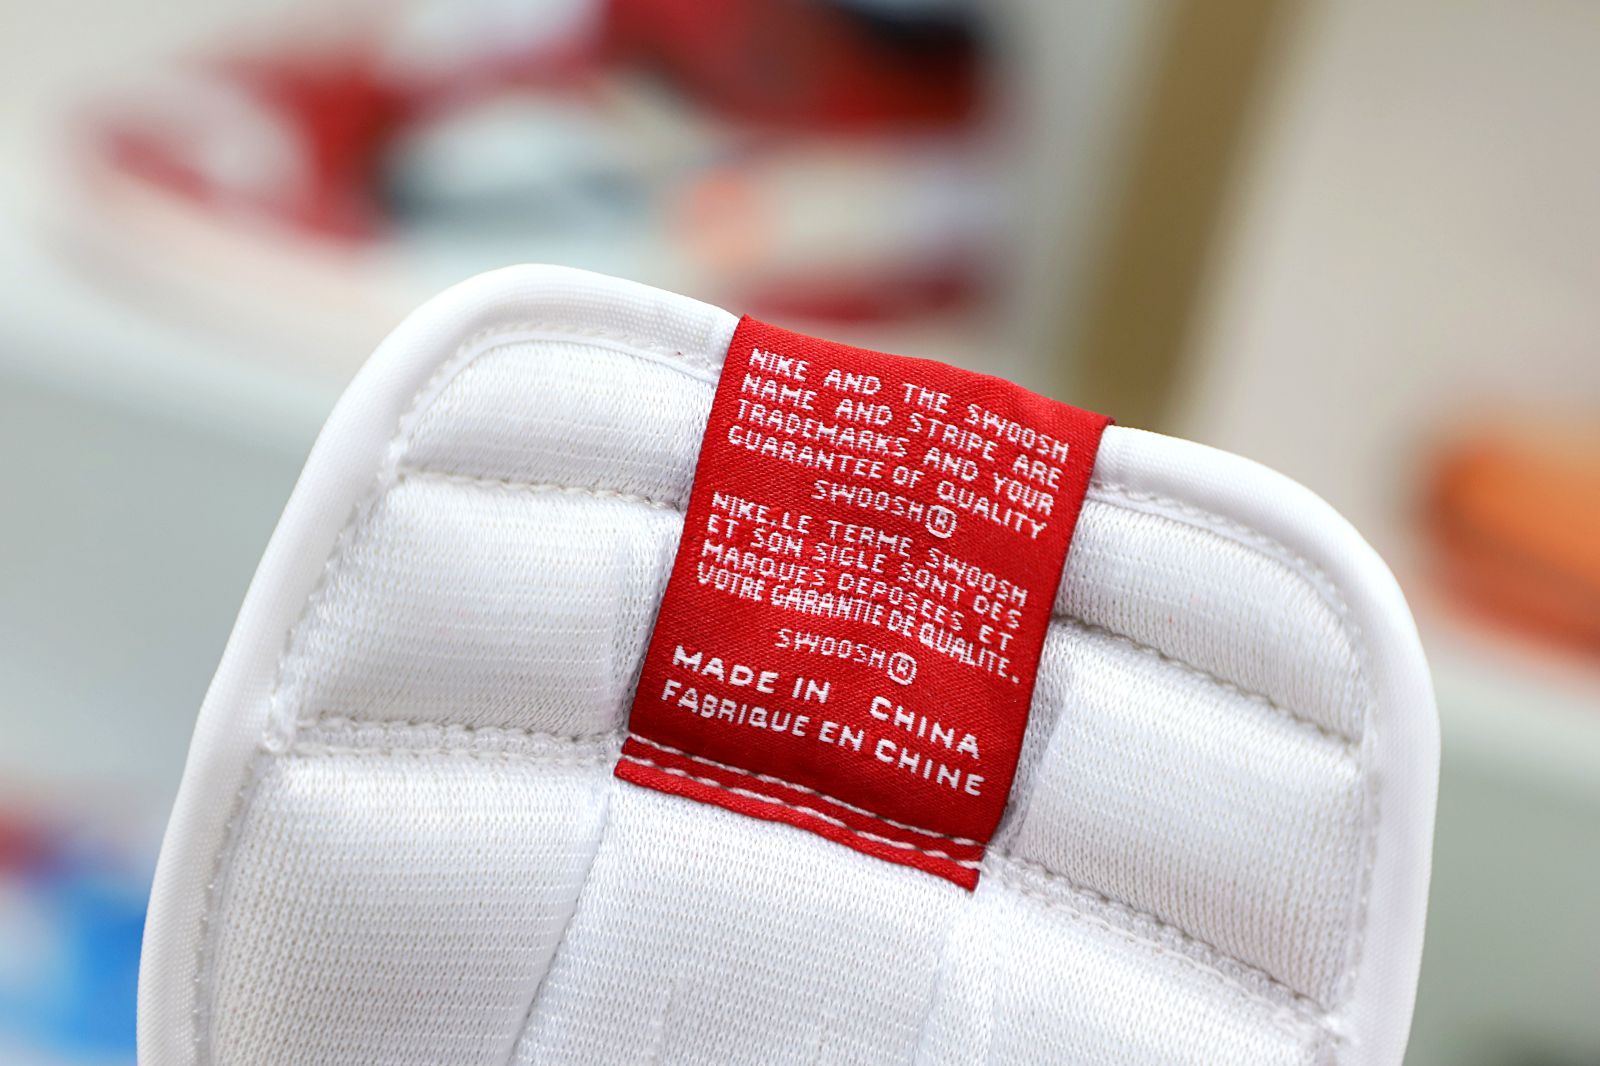 NIKE AND THE SWOOSH
NAME AND STRIPE ARE
TRADEMARKS AND YOUR
GUARANTEE OF QUALITY
SWOOSH®
NIKE.LE TERME SWOOSH
ET SON SIGLE SONT DES
MARQUES DEPOSEES ET
VOTRE GARANTIE DE QUALITE.
SWOOSH®
MADE IN CHINA
FABRIQUE EN CHINE